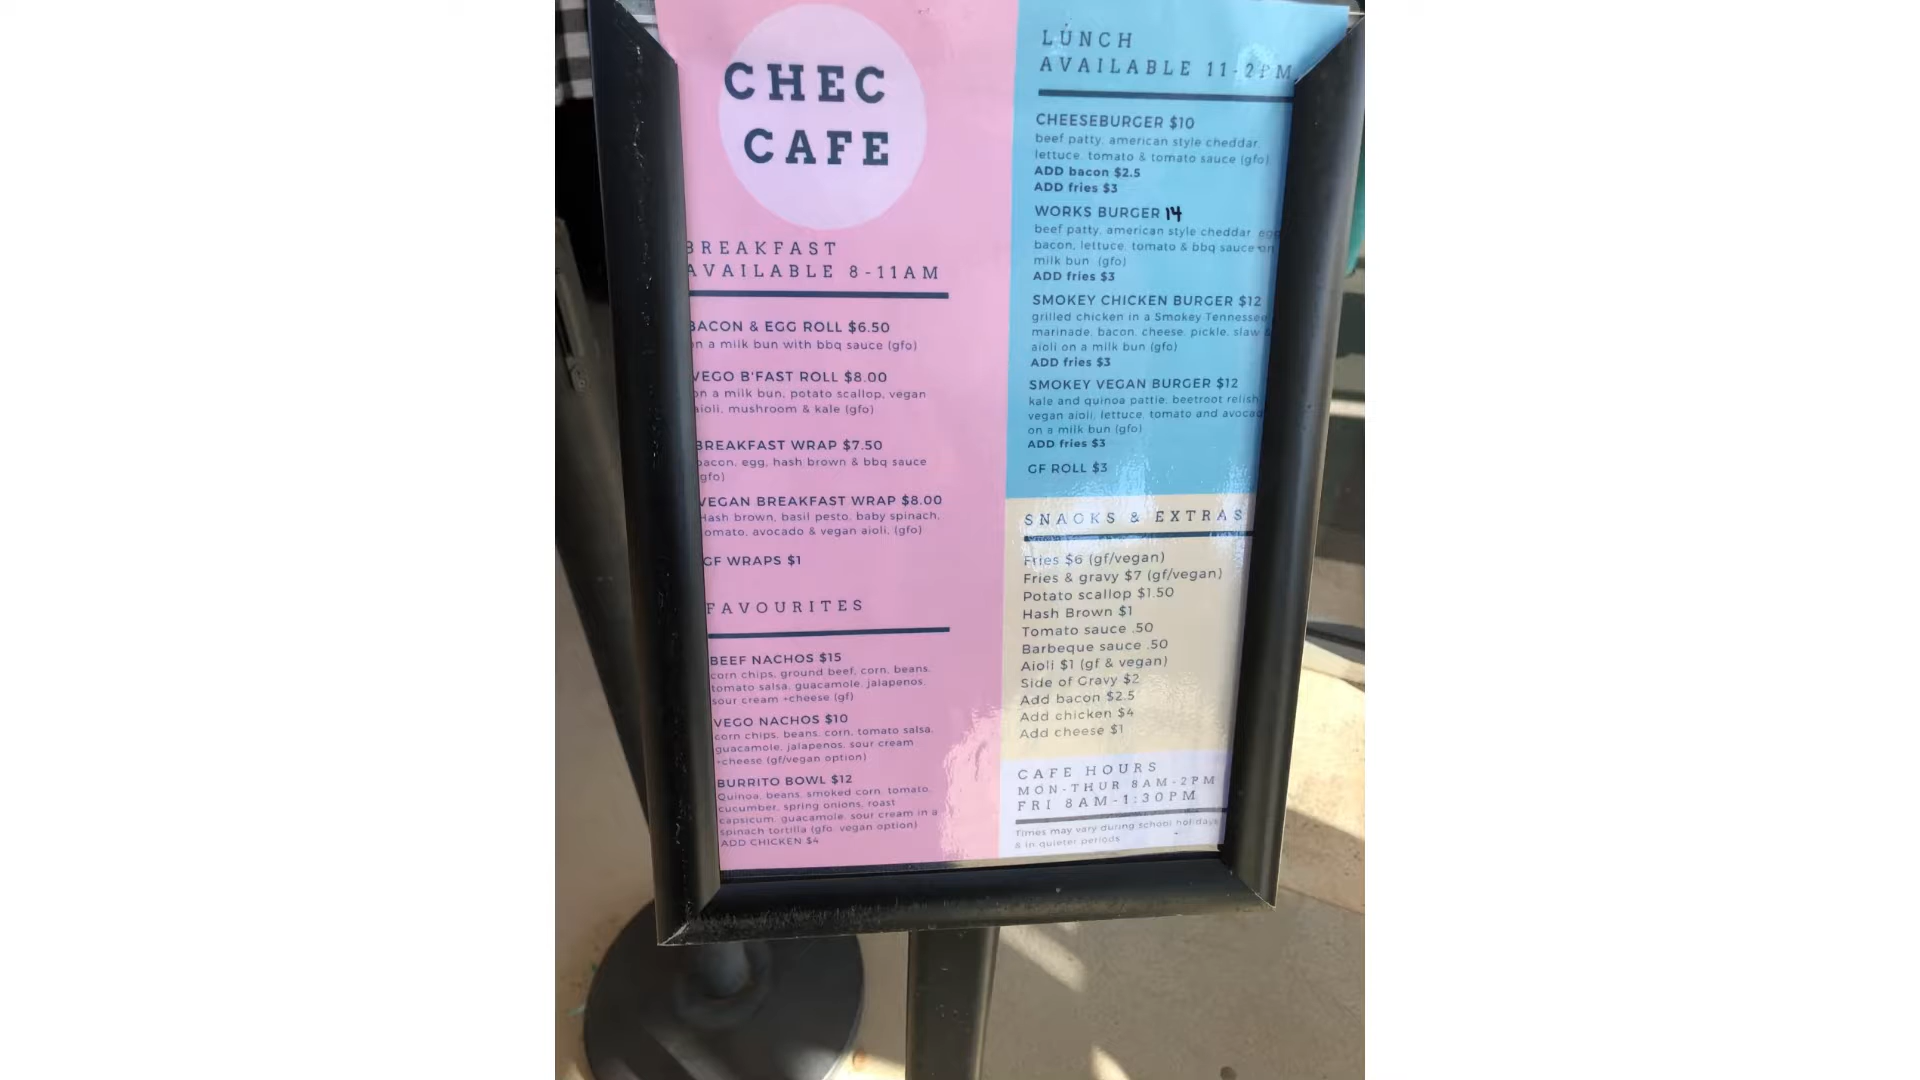 CHEC
CAFE
BREAKFAST
AVAILABLE 8-11AM
BACON & EGG ROLL $6.50
on a milk bun with bbq sauce (gfo)
VEGO B'FAST ROLL $8.00
on a milk bun, potato scallop, vegan
aioli, mushroom & kale (gfo)
BREAKFAST WRAP $7.50
bacon, egg, hash brown & bbq sauce
(gfo)
VEGAN BREAKFAST WRAP $8.00
Hash brown, basil pesto, baby spinach,
tomato, avocado & vegan aioli, (gfo)
GF WRAPS $1
FAVOURITES
BEEF NACHOS $15
corn chips, ground beef, corn, beans,
tomato salsa, guacamole, jalapenos,
sour cream +cheese (gf)
VEGO NACHOS $10
corn chips, beans, corn, tomato salsa,
guacamole, jalapenos, sour cream
+cheese (gf/vegan option)
BURRITO BOWL $12
Quinoa, beans, smoked corn, tomato,
cucumber, spring onions, roast
capsicum, guacamole, sour cream in a
spinach tortilla (gfo, vegan option)
ADD CHICKEN $4
LUNCH
AVAILABLE 11-2PM
CHEESEBURGER $10
beef patty, american style cheddar,
lettuce, tomato & tomato sauce (gfo)
ADD bacon $2.5
ADD fries $3
WORKS BURGER 14
beef patty, american style cheddar, egg
bacon, lettuce, tomato & bbq sauce on
milk bun (gfo)
ADD fries $3
SMOKEY CHICKEN BURGER $12
grilled chicken in a Smokey Tennessee
marinade, bacon, cheese, pickle, slaw &
aioli on a milk bun (gfo)
ADD fries $3
SMOKEY VEGAN BURGER $12
kale and quinoa pattie, beetroot relish,
vegan aioli, lettuce, tomato and avocad
on a milk bun (gfo)
ADD fries $3
GF ROLL $3
SNACKS & EXTRAS
Fries $6 (gf/vegan)
Fries & gravy $7 (gf/vegan)
Potato scallop $1.50
Hash Brown $1
Tomato sauce .50
Barbeque sauce .50
Aioli $1 (gf & vegan)
Side of Gravy $2
Add bacon $2.5
Add chicken $4
Add cheese $1
CAFE HOURS
MON-THUR 8AM-2PM
FRI 8AM-1:30PM
Times may vary during school holidays
& in quieter periods